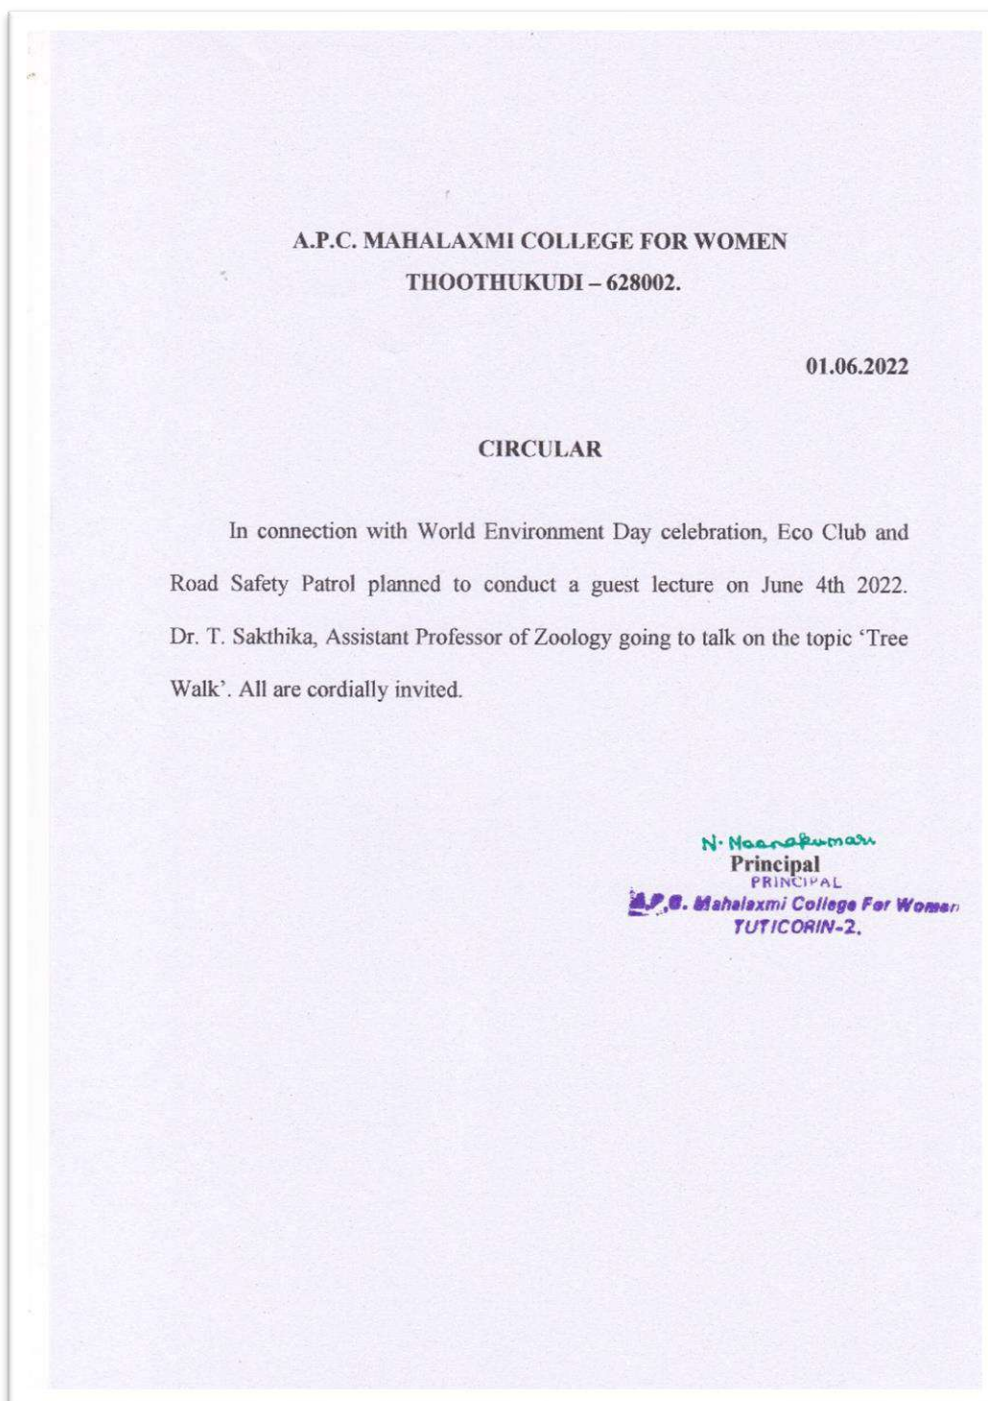 A.P.C. MAHALAXMI COLLEGE FOR WOMEN
THOOTHUKUDI – 628002.
01.06.2022
CIRCULAR
In connection with World Environment Day celebration, Eco Club and
Road Safety Patrol planned to conduct a guest lecture on June 4th 2022.
Dr. T. Sakthika, Assistant Professor of Zoology going to talk on the topic ‘Tree
Walk’. All are cordially invited.
N.
Principal
PRINCIPAL
A.P.C. Mahalaxmi College For Women
TUTICORIN-2.